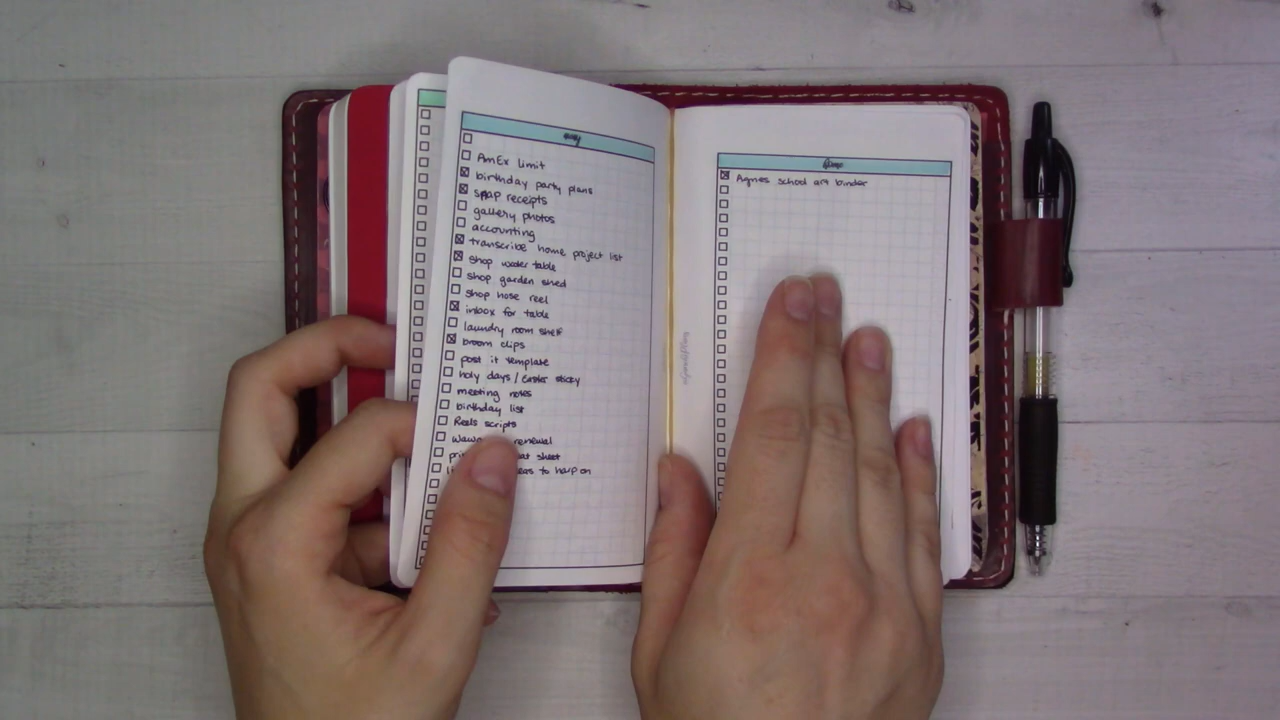 AmEx limit
birthday party plans
snap receipts
gallery photos
accounting
transcribe home project list
shop water table
shop garden shed
shop hose reel
inbox for table
laundry room shelf
broom clips
post it template
holy days / Easter sticky
meeting notes
birthday list
Reels scripts
renewal
sheet
to harp on
Agnes school art binder